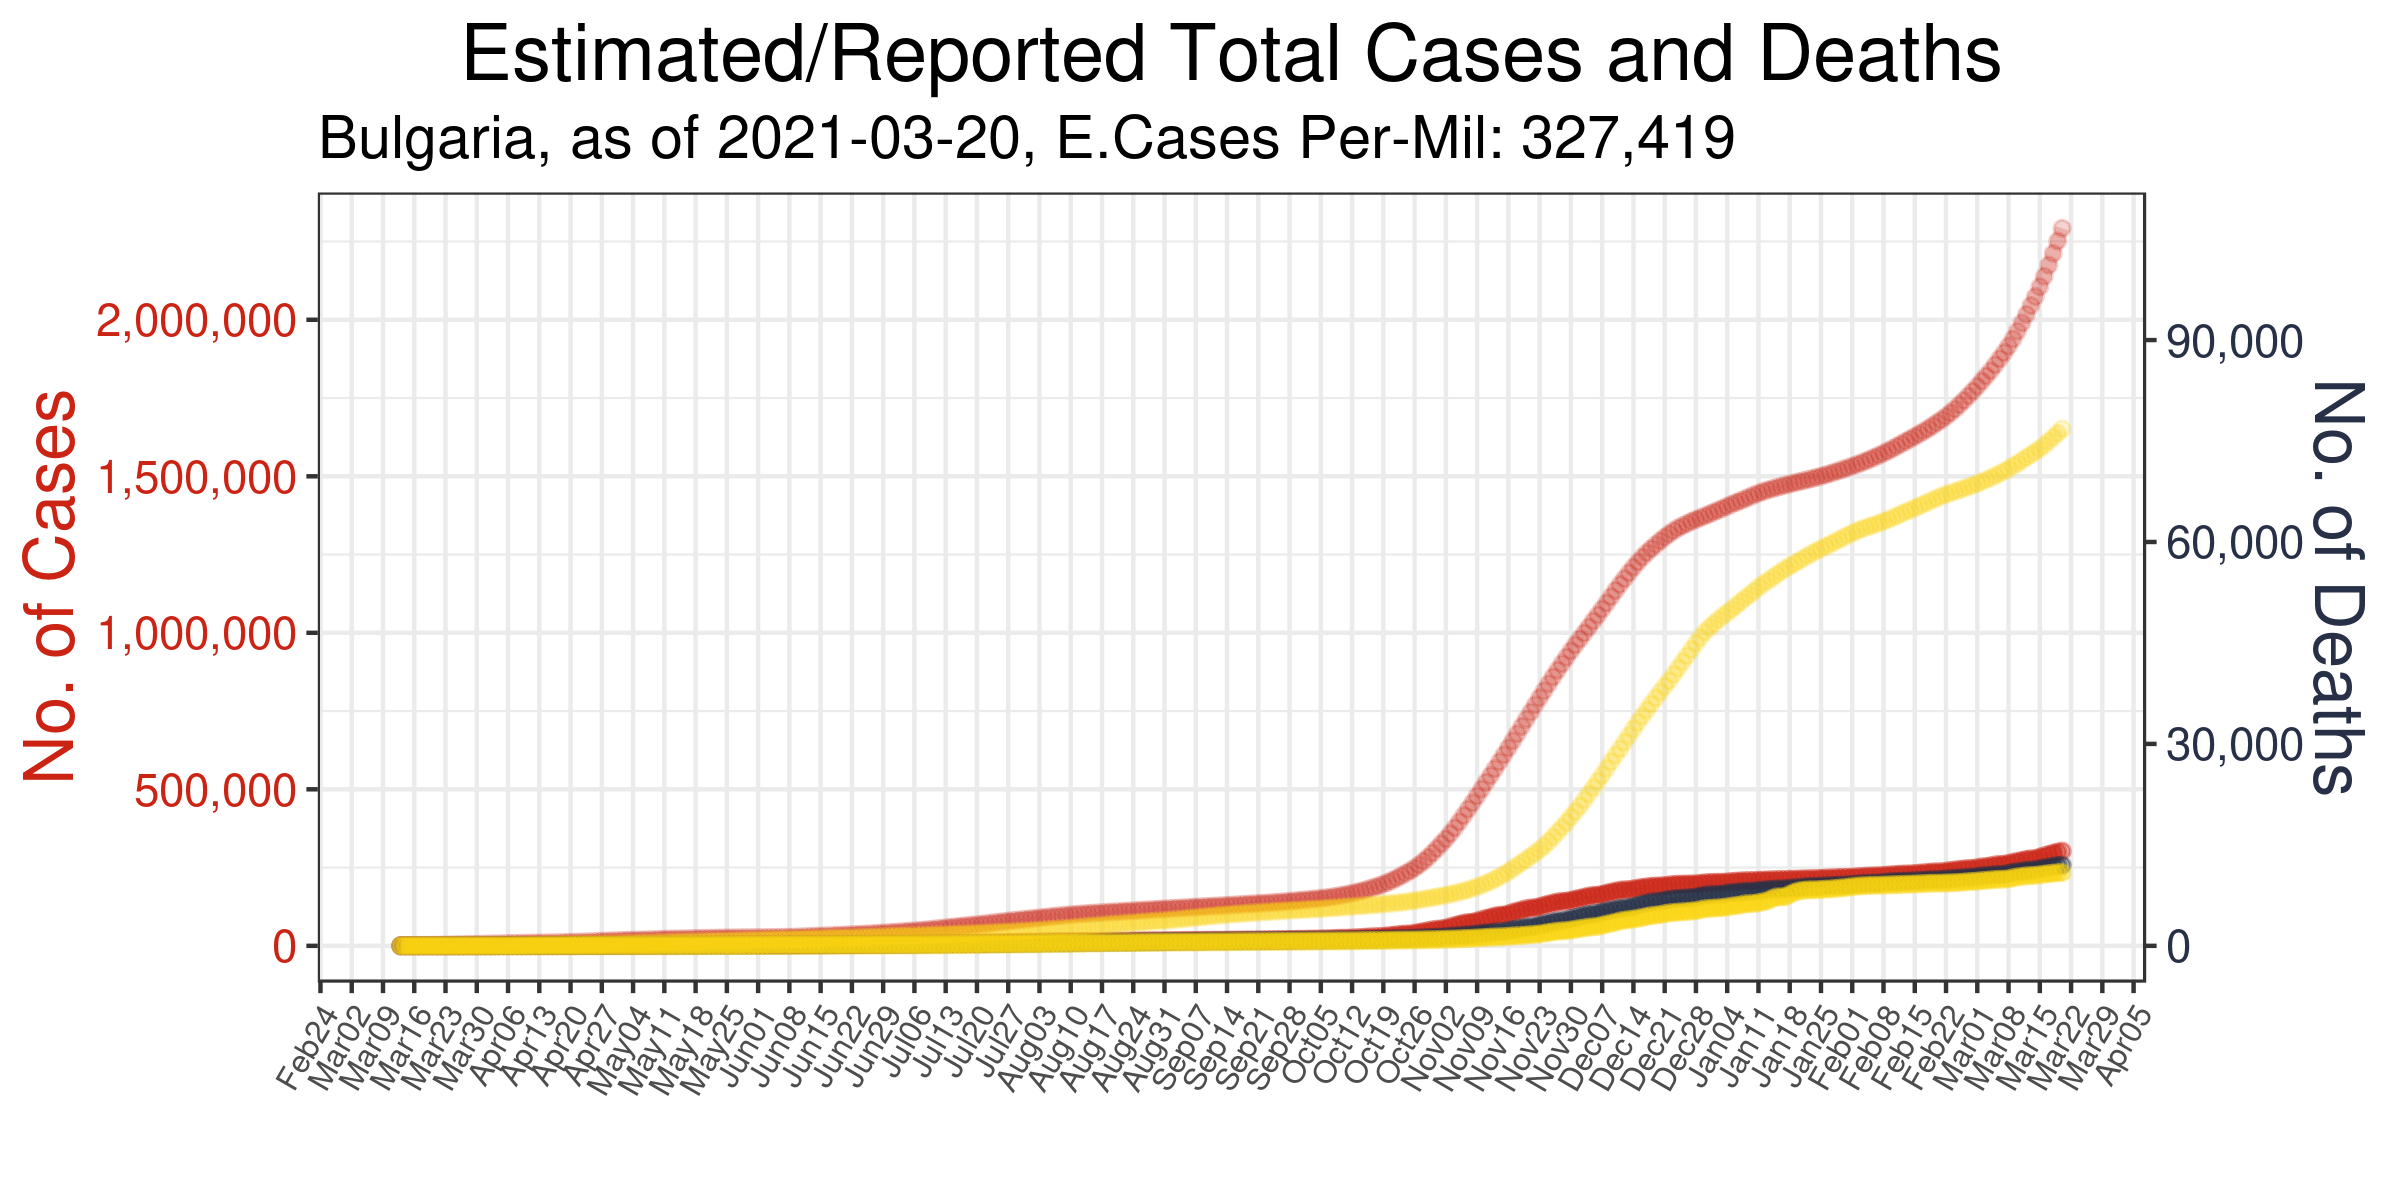 Estimated/Reported Total Cases and Deaths
Bulgaria, as of 2021-03-20, E.Cases Per-Mil: 327,419
No. of Cases
2,000,000
1,500,000
1,000,000
500,000
0
90,000
60,000
30,000
0
No. of Deaths
Feb24
Mar02
Mar09
Mar16
Mar23
Mar30
Apr06
Apr13
Apr20
Apr27
May04
May11
May18
May25
Jun01
Jun08
Jun15
Jun22
Jun29
Jul06
Jul13
Jul20
Jul27
Aug03
Aug10
Aug17
Aug24
Aug31
Sep07
Sep14
Sep21
Sep28
Oct05
Oct12
Oct19
Oct26
Nov02
Nov09
Nov16
Nov23
Nov30
Dec07
Dec14
Dec21
Dec28
Jan04
Jan11
Jan18
Jan25
Feb01
Feb08
Feb15
Feb22
Mar01
Mar08
Mar15
Mar22
Mar29
Apr05